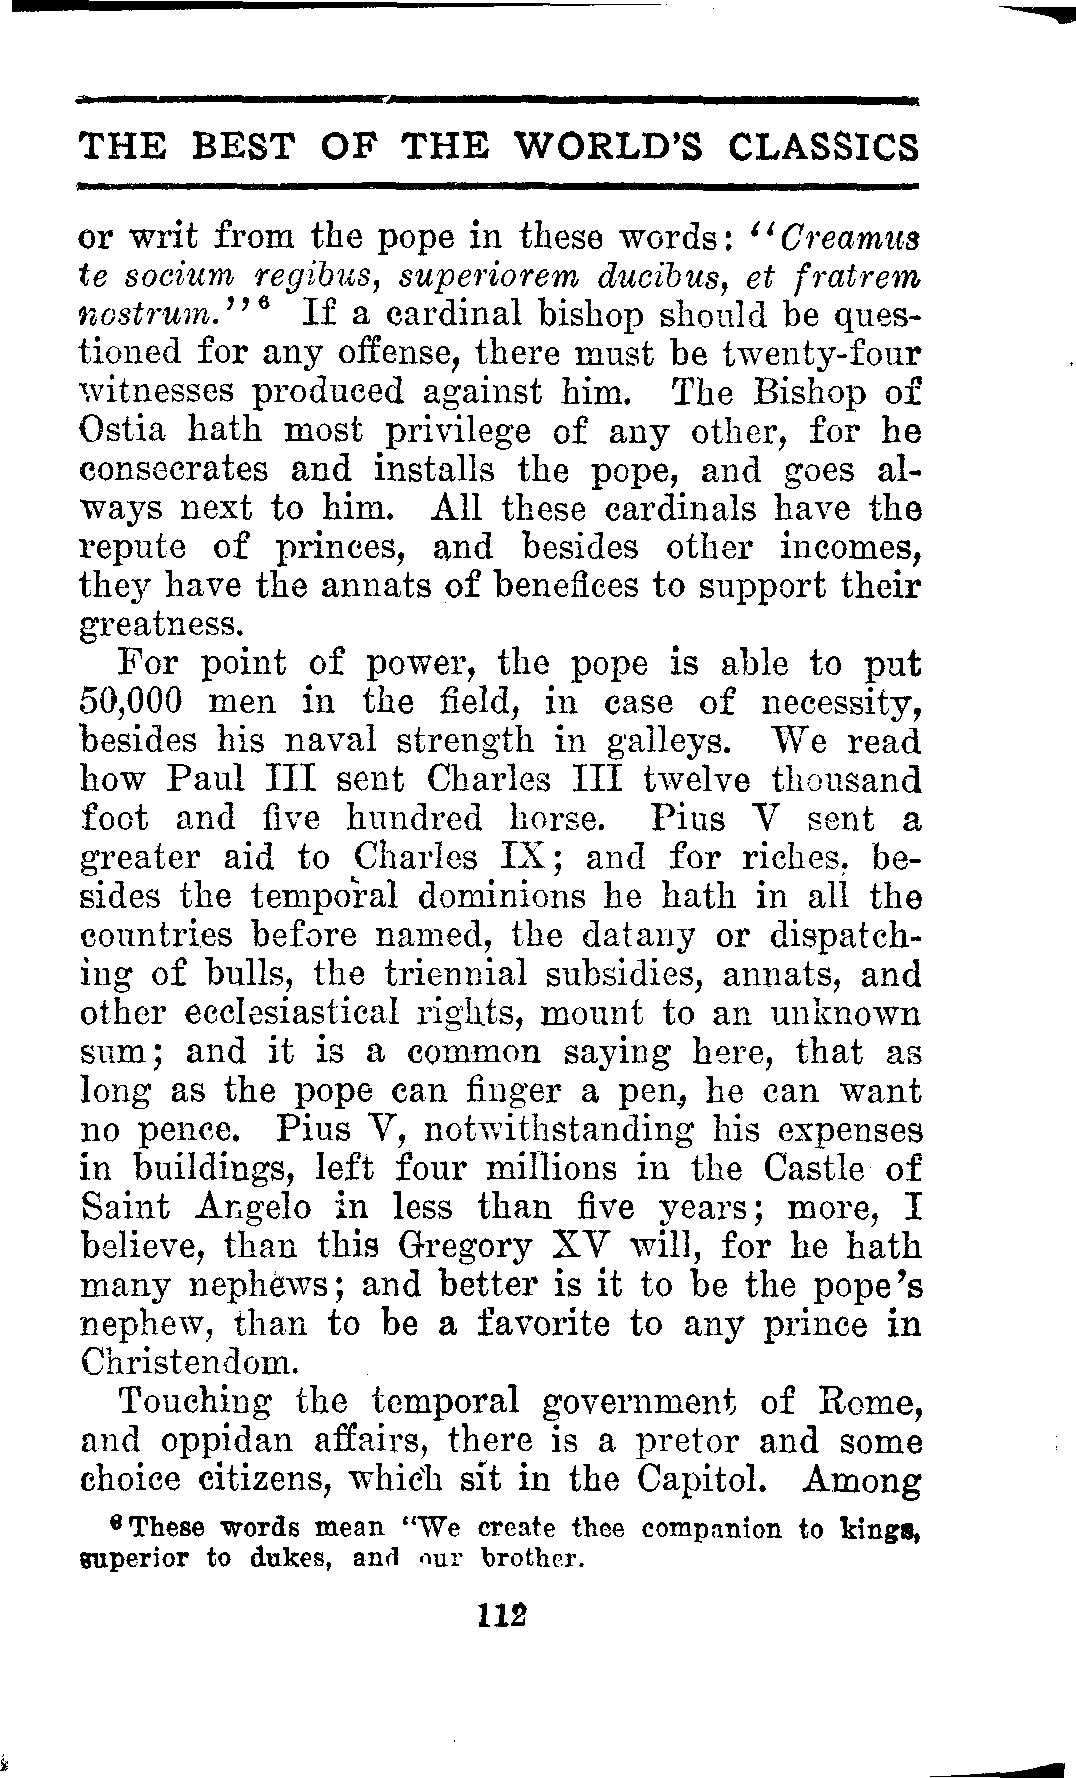 THE BEST OF THE WORLD'S CLASSICS
or writ from the pope in these words: "Creamus
te socium regibus, superiorem ducibus, et fratrem
nostrum."⁶ If a cardinal bishop should be ques-
tioned for any offense, there must be twenty-four
witnesses produced against him. The Bishop of
Ostia hath most privilege of any other, for he
consecrates and installs the pope, and goes al-
ways next to him. All these cardinals have the
repute of princes, and besides other incomes,
they have the annats of benefices to support their
greatness.
For point of power, the pope is able to put
50,000 men in the field, in case of necessity,
besides his naval strength in galleys. We read
how Paul III sent Charles III twelve thousand
foot and five hundred horse. Pius V sent a
greater aid to Charles IX; and for riches, be-
sides the temporal dominions he hath in all the
countries before named, the datany or dispatch-
ing of bulls, the triennial subsidies, annats, and
other ecclesiastical rights, mount to an unknown
sum; and it is a common saying here, that as
long as the pope can finger a pen, he can want
no pence. Pius V, notwithstanding his expenses
in buildings, left four millions in the Castle of
Saint Angelo in less than five years; more, I
believe, than this Gregory XV will, for he hath
many nephews; and better is it to be the pope's
nephew, than to be a favorite to any prince in
Christendom.
Touching the temporal government of Rome,
and oppidan affairs, there is a pretor and some
choice citizens, which sit in the Capitol. Among
⁶ These words mean "We create thee companion to kings,
superior to dukes, and our brother.
112